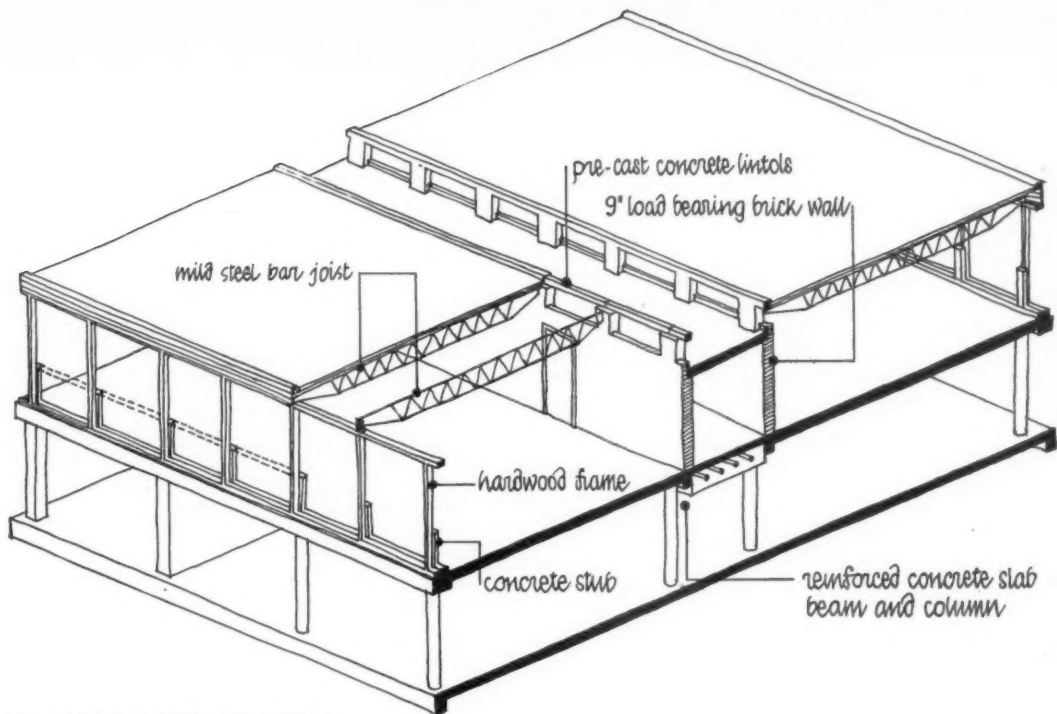 pre-cast concrete lintols
9" load bearing brick wall
mild steel bar joist
hardwood frame
concrete stub
reinforced concrete slab
beam and column